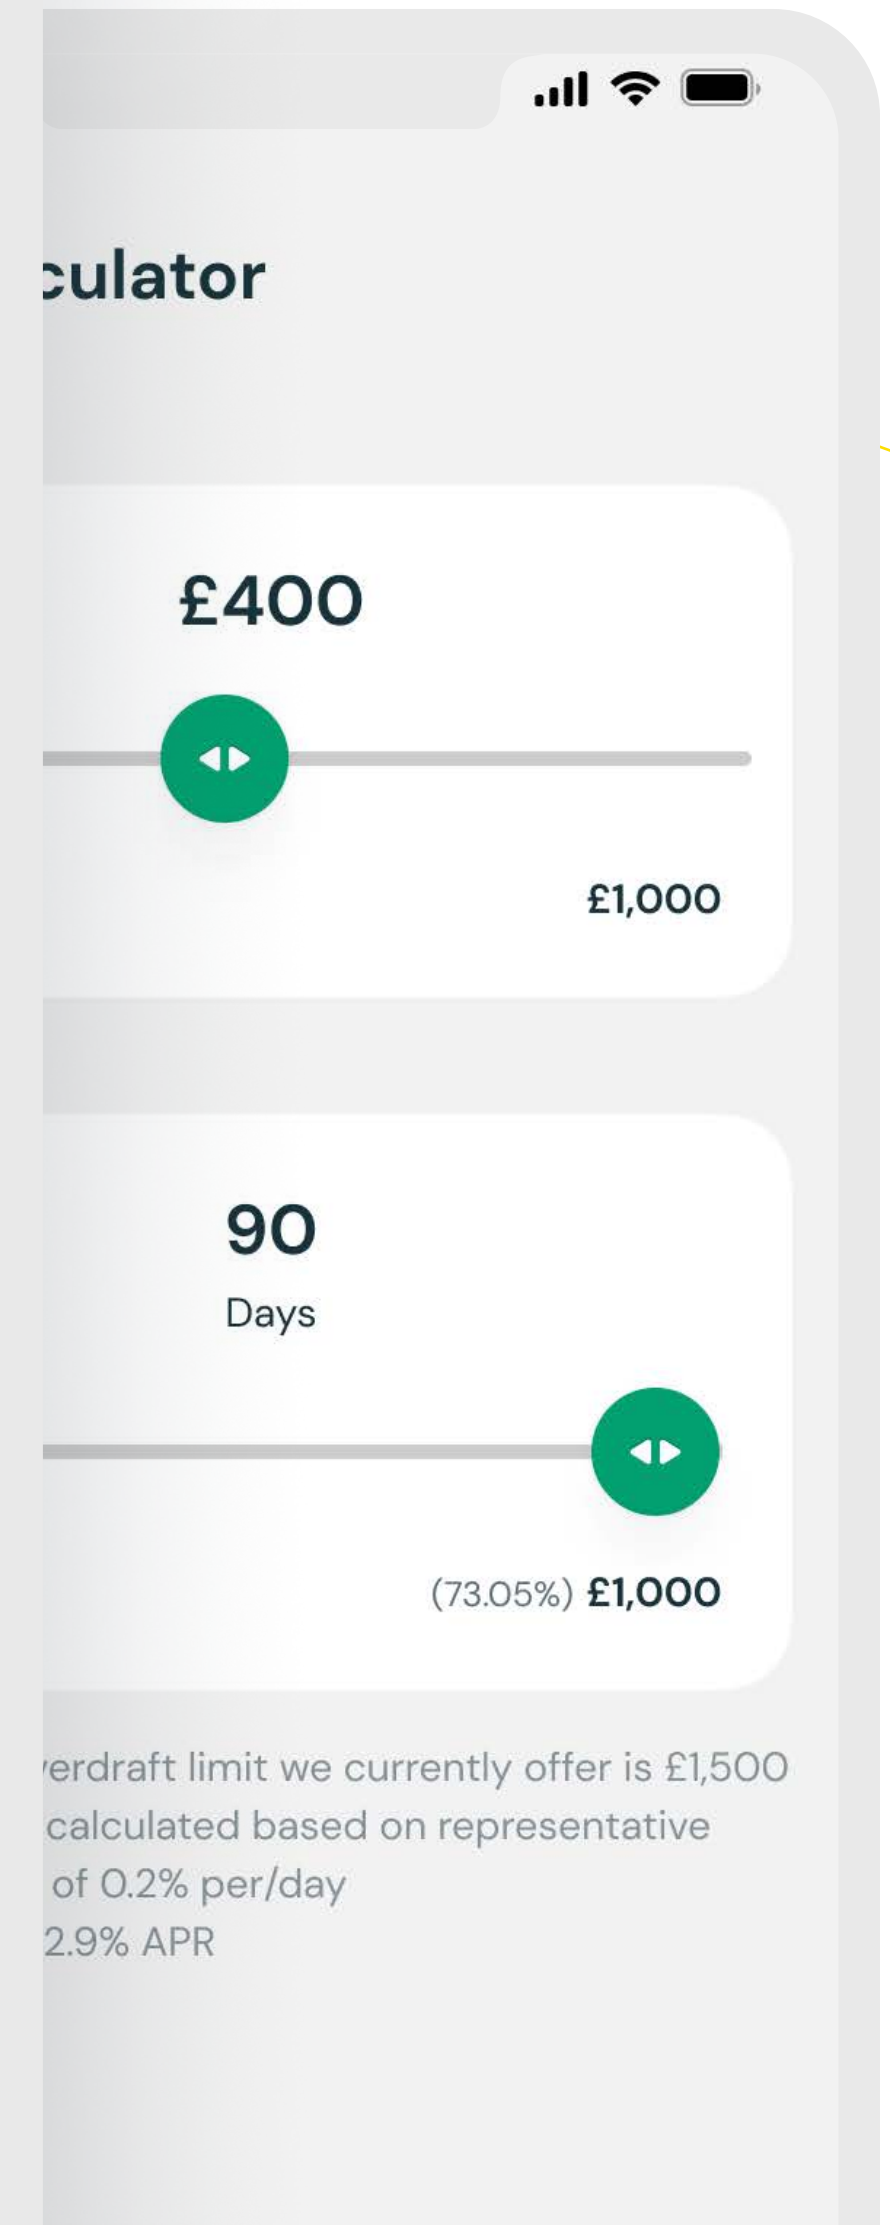 culator
£400
£1,000
90
Days
(73.05%) £1,000
verdraft limit we currently offer is £1,500
calculated based on representative
of 0.2% per/day
2.9% APR